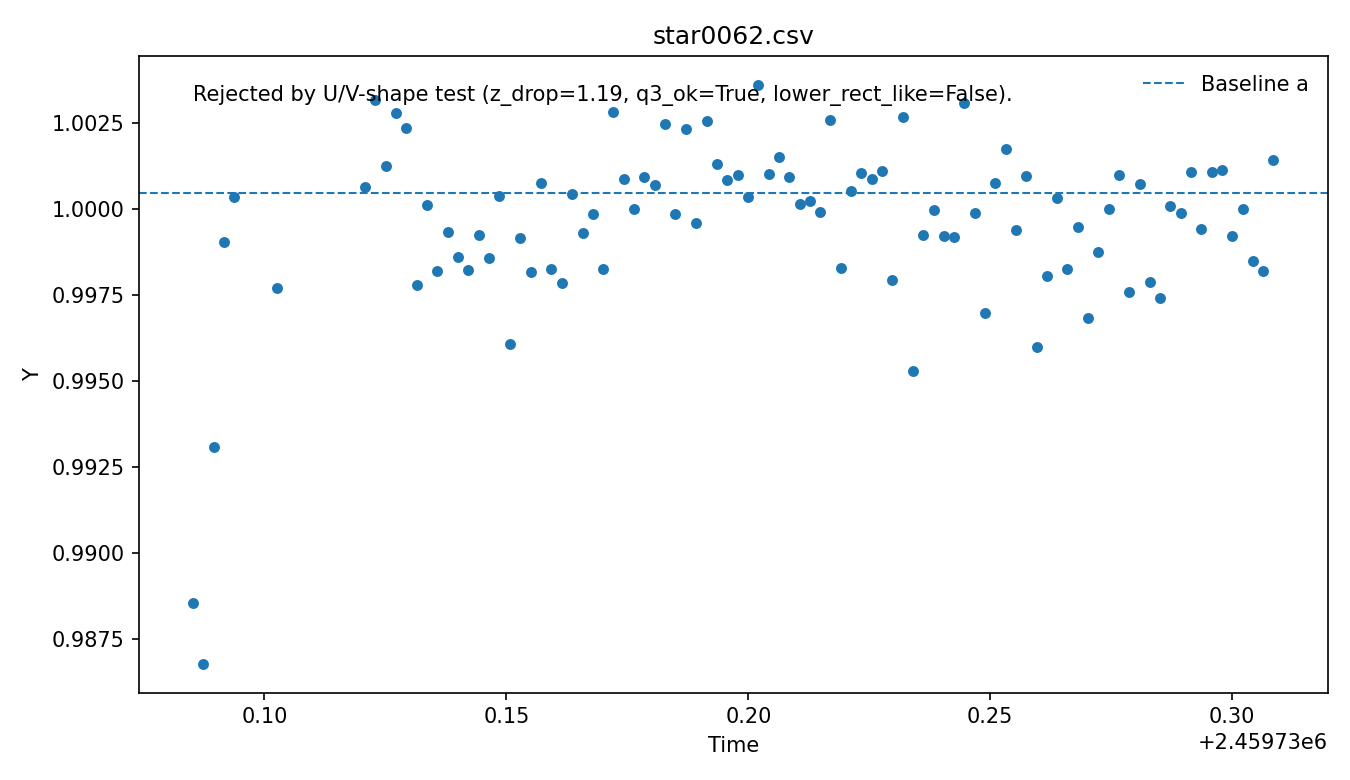 star0062.csv
Rejected by U/V-shape test (z_drop=1.19, q3_ok=True, lower_rect_like=False).
Baseline a
Y
1.0025
1.0000
0.9975
0.9950
0.9925
0.9900
0.9875
0.10 0.15 0.20 0.25 0.30
Time
+2.45973e6